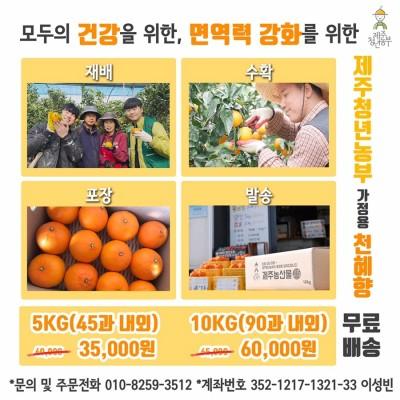 모두의 건강을 위한, 면역력 강화를 위한
제주
청년농부
재배
수확
포장
발송
제주농산물
제주청년농부 가정용 천혜향
5KG(45과 내외)
40,000 35,000원
10KG(90과 내외)
65,000 60,000원
무료
배송
*문의 및 주문전화 010-8259-3512 *계좌번호 352-1217-1321-33 이성빈